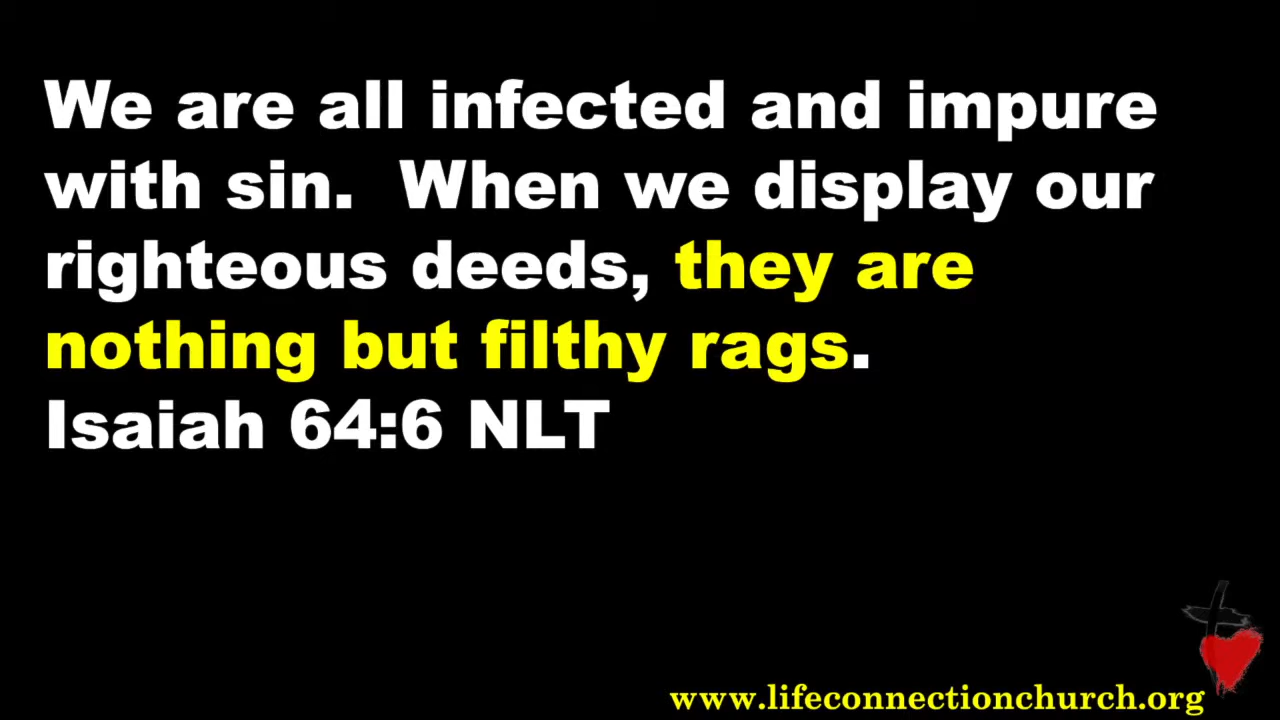 We are all infected and impure
with sin.  When we display our
righteous deeds, they are
nothing but filthy rags.
Isaiah 64:6 NLT
www.lifeconnectionchurch.org